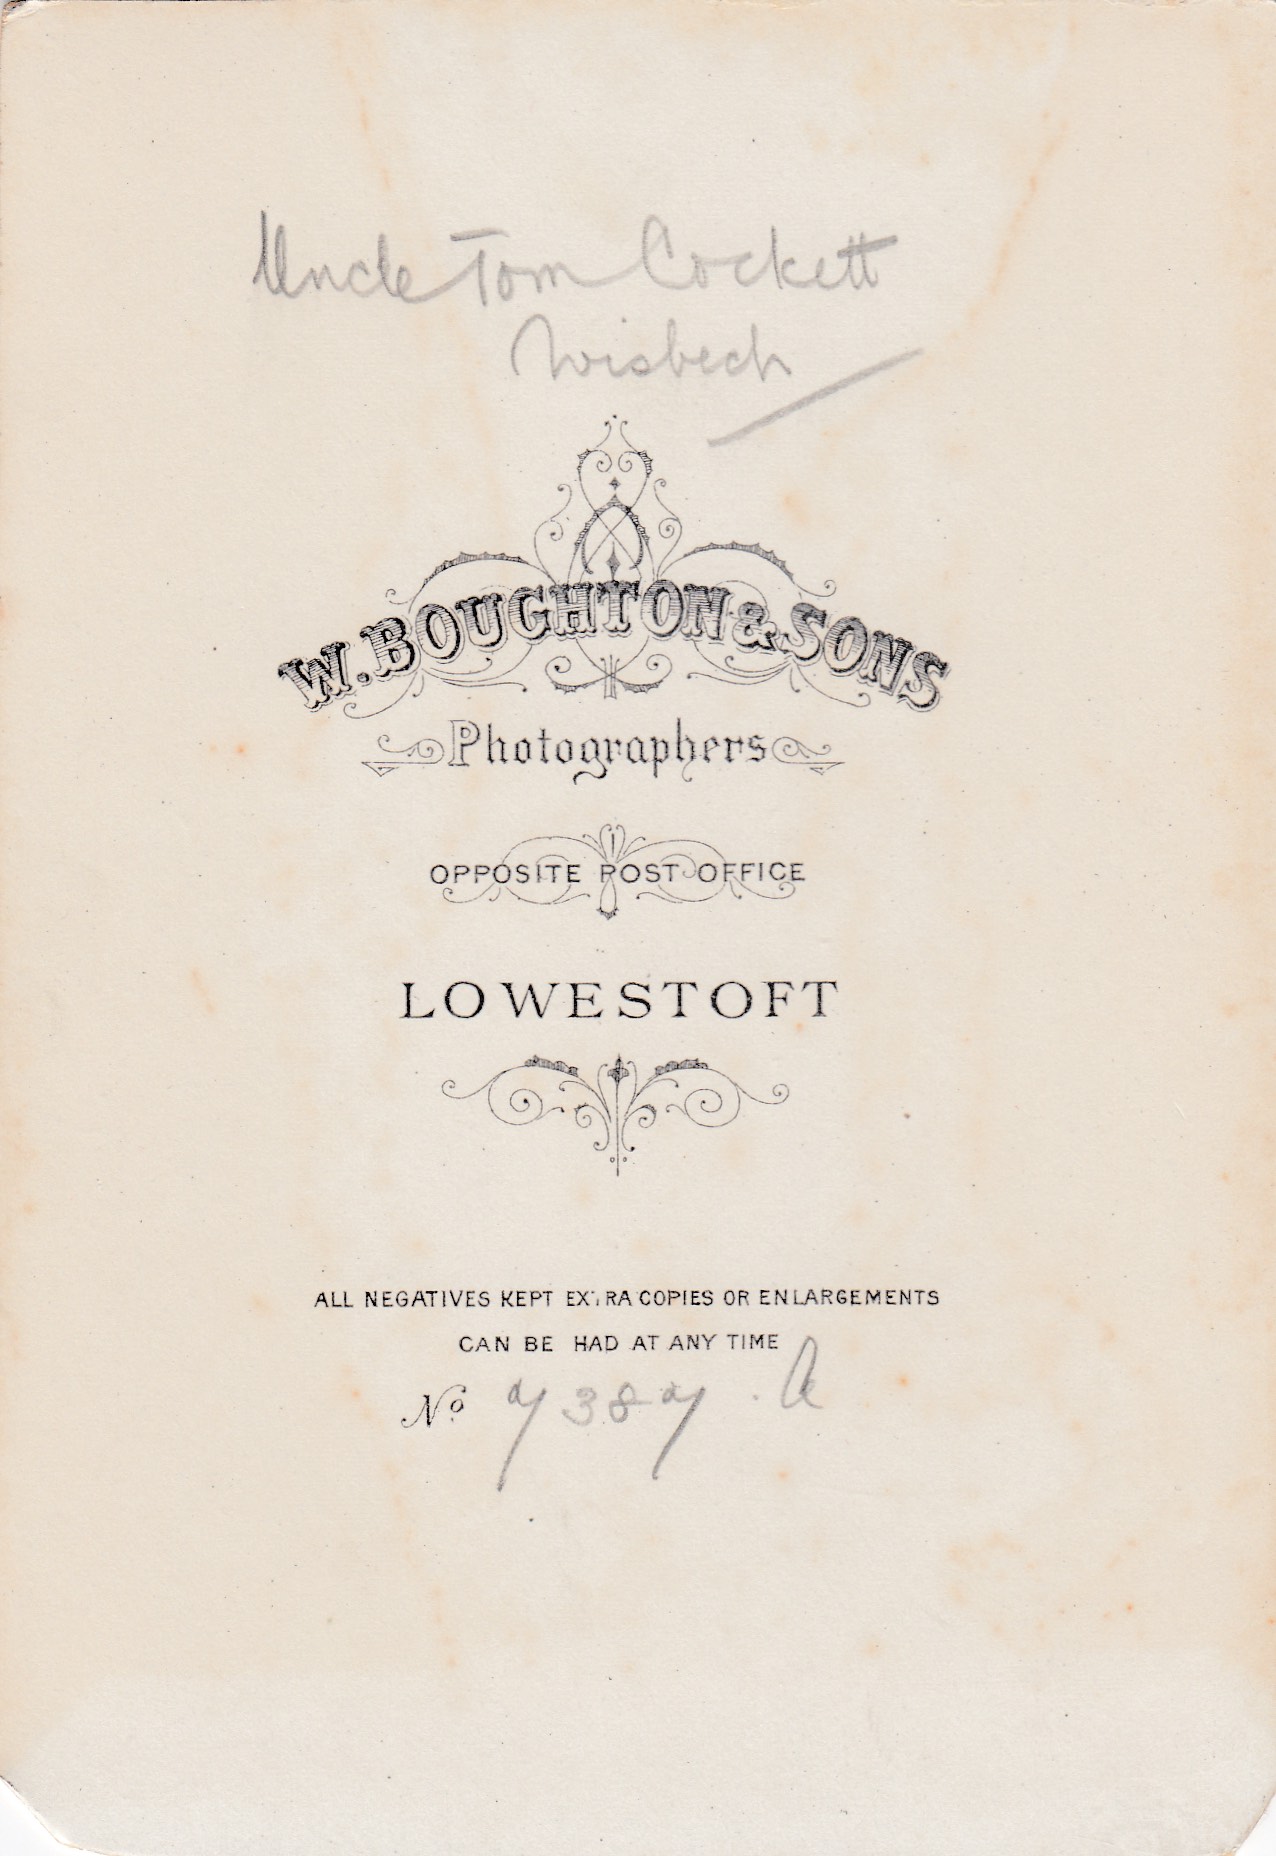 Uncle Tom Cockett
Wisbech
W. BOUGHTON & SONS
Photographers
OPPOSITE POST OFFICE
LOWESTOFT
ALL NEGATIVES KEPT EXTRA COPIES OR ENLARGEMENTS
CAN BE HAD AT ANY TIME
No 7387 . a